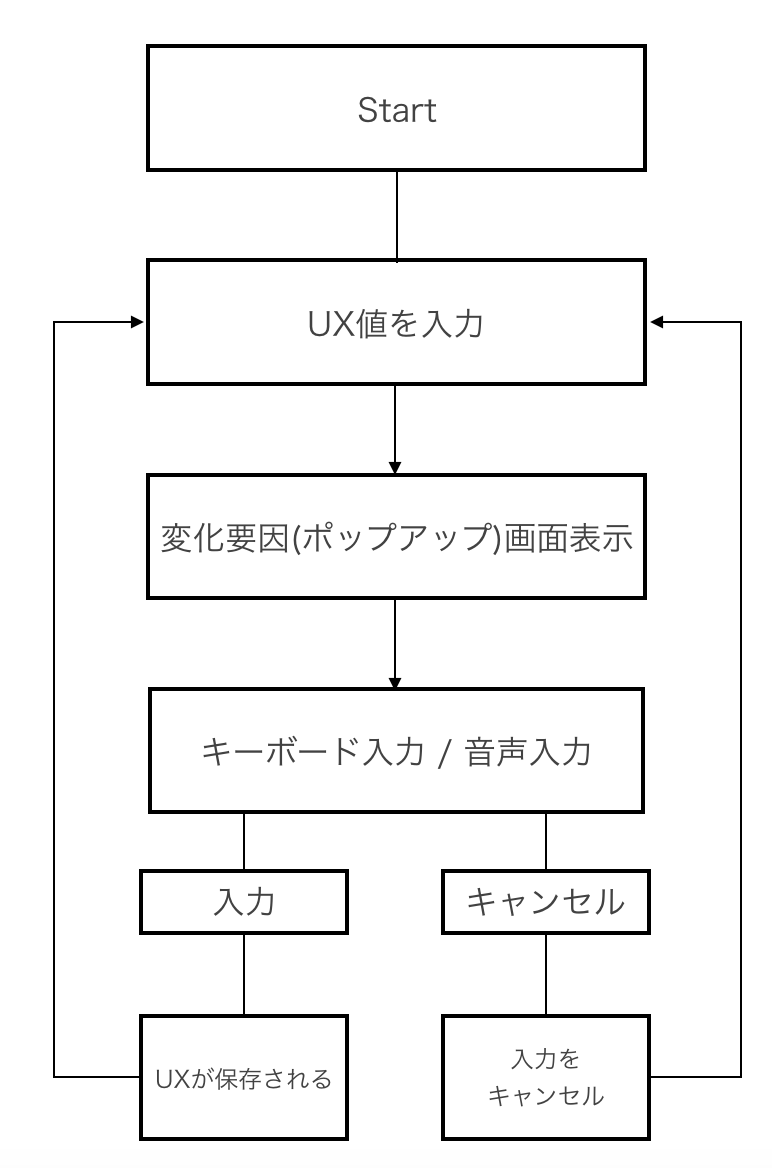 Start
UX値を入力
変化要因(ポップアップ)画面表示
キーボード入力 / 音声入力
入力
キャンセル
UXが保存される
入力を
キャンセル